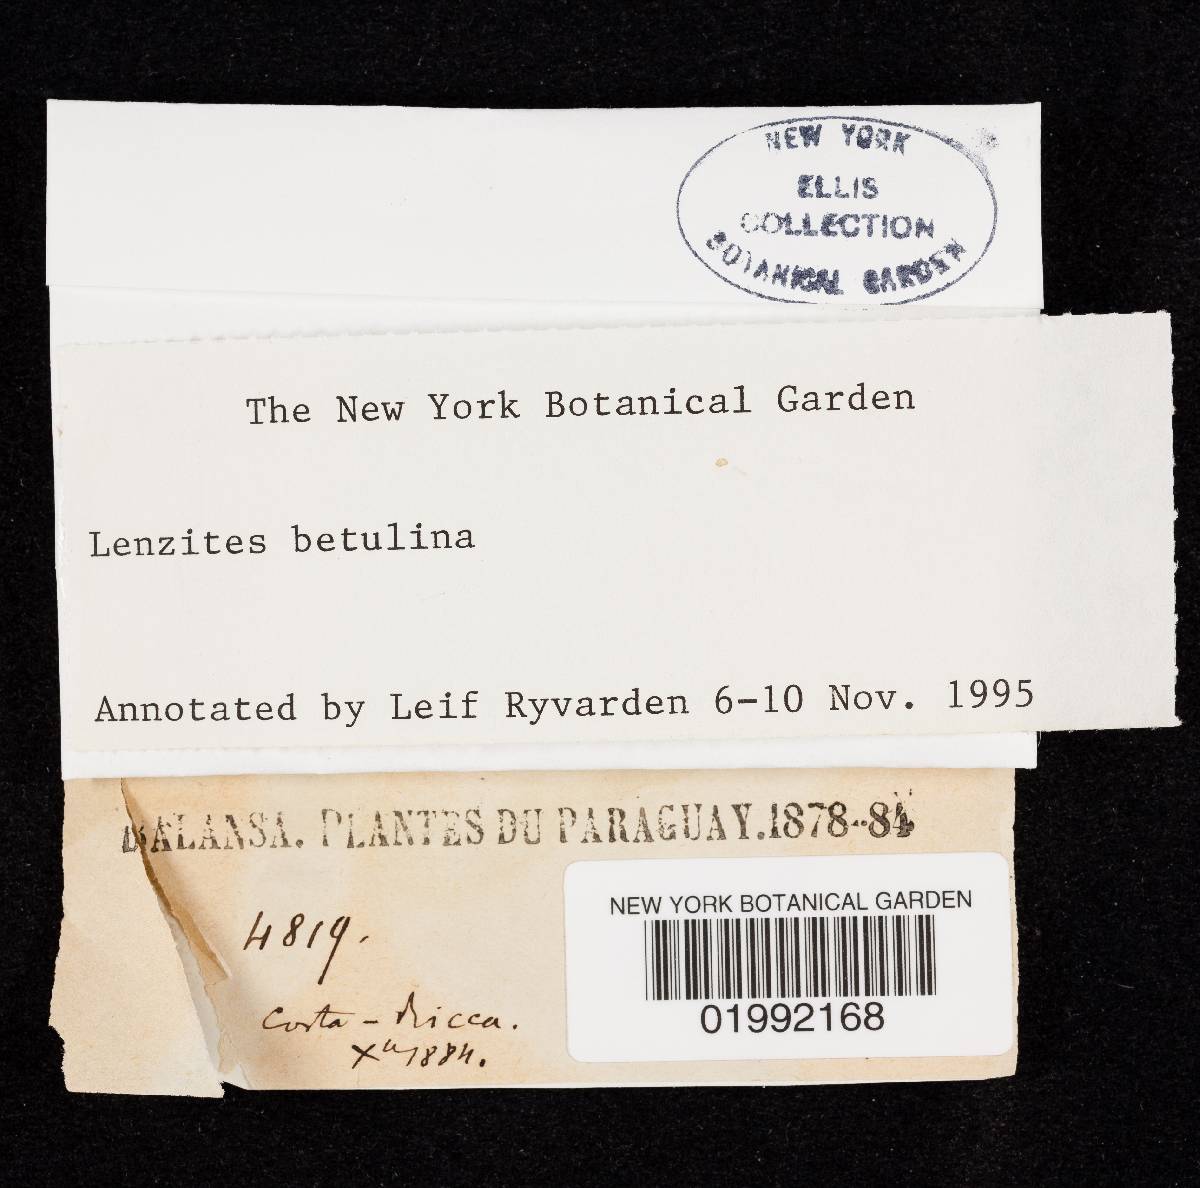 NEW YORK
ELLIS
COLLECTION
BOTANICAL GARDEN
The New York Botanical Garden
Lenzites betulina
Annotated by Leif Ryvarden 6-10 Nov. 1995
BALANSA. PLANTES DU PARAGUAY.1878-84
4819.
Costa-Ricca.
1884.
NEW YORK BOTANICAL GARDEN
01992168